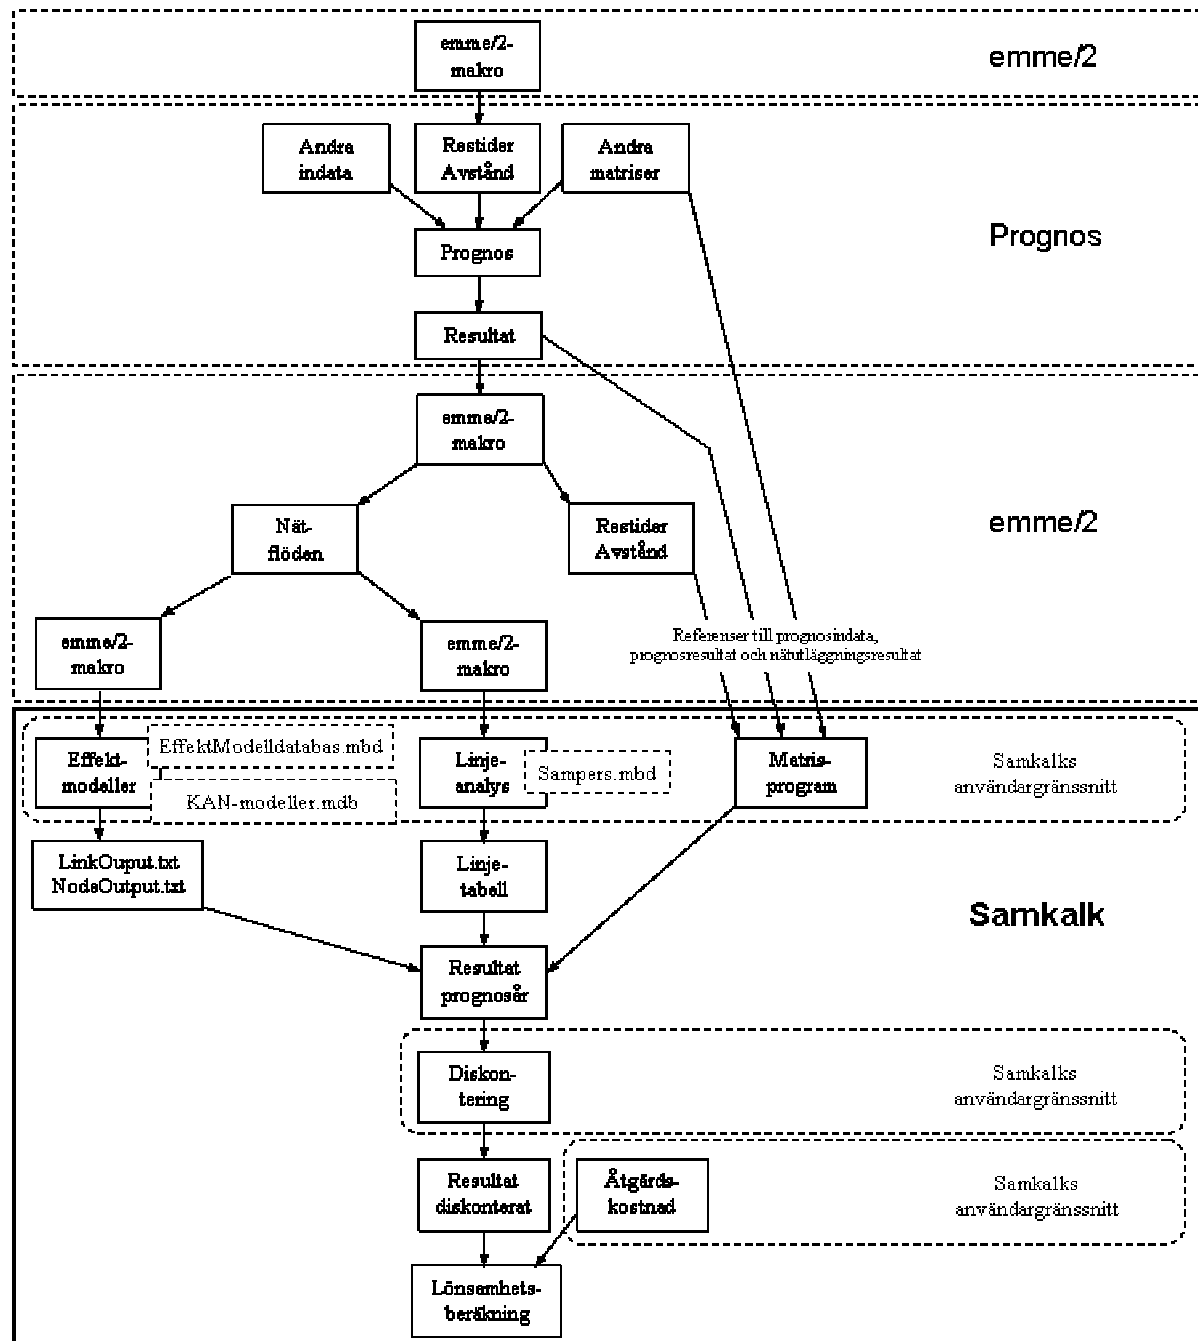 emme/2-
makro
emme/2
Andra
indata
Restider
Avstånd
Andra
matriser
Prognos
Prognos
Resultat
emme/2-
makro
Nät-
flöden
Restider
Avstånd
emme/2
emme/2-
makro
emme/2-
makro
Referenser till prognosindata,
prognosresultat och nätutläggningsresultat
Effekt-
modeller
EffektModelldatabas.mbd
KAN-modeller.mdb
Linje-
analys
Sampers.mbd
Matris-
program
Samkalks
användargränssnitt
LinkOuput.txt
NodeOutput.txt
Linje-
tabell
Samkalk
Resultat
prognosår
Diskon-
tering
Samkalks
användargränssnitt
Resultat
diskonterat
Åtgärds-
kostnad
Samkalks
användargränssnitt
Lönsamhets-
beräkning